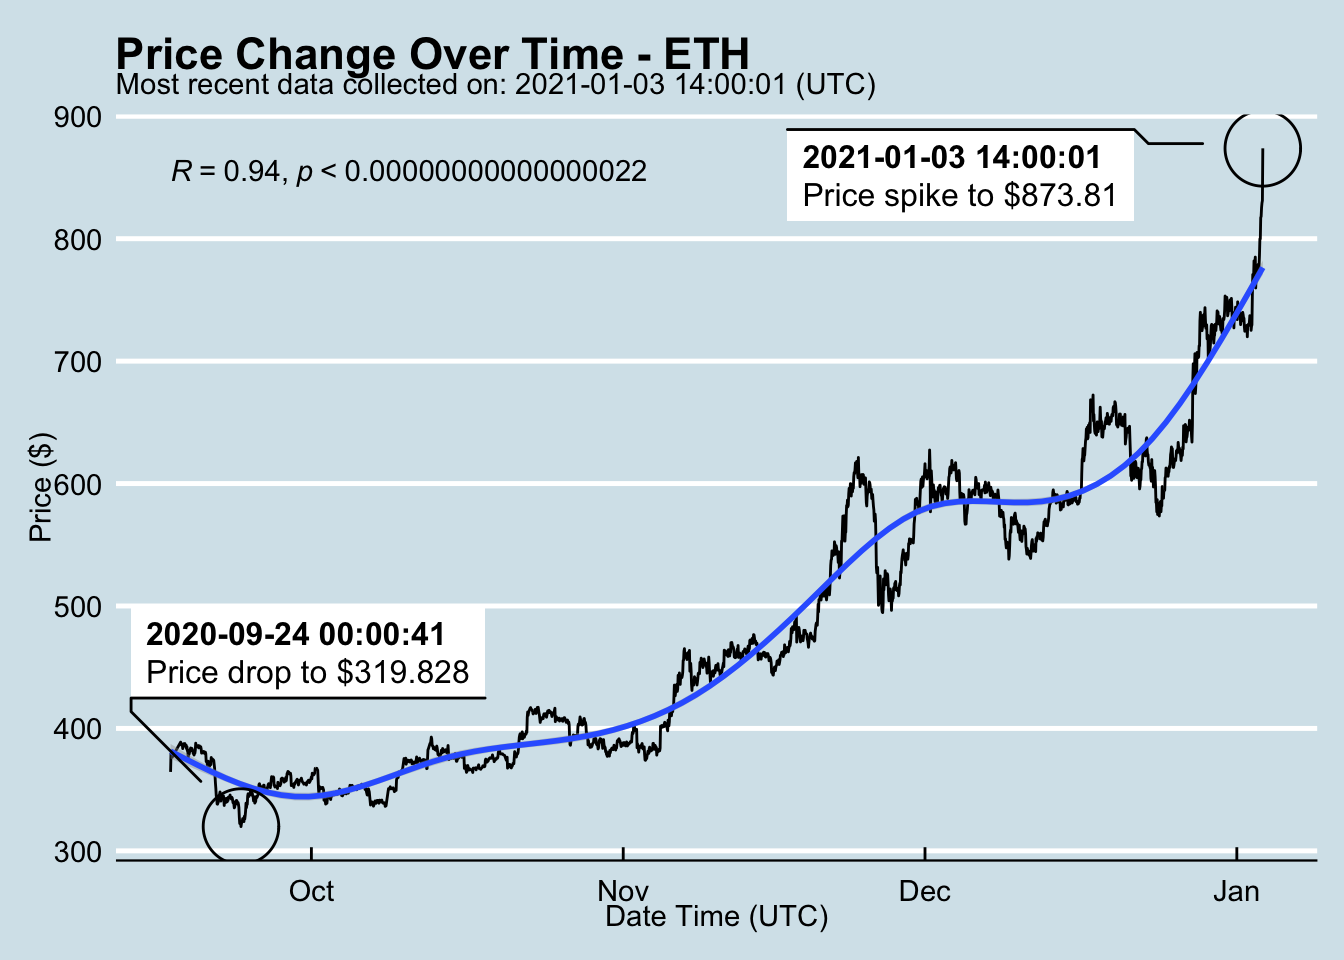 Price Change Over Time - ETH
Most recent data collected on: 2021-01-03 14:00:01 (UTC)
900
R = 0.94, p < 0.00000000000000022
2021-01-03 14:00:01
Price spike to $873.81
800
700
Price ($)
600
500
2020-09-24 00:00:41
Price drop to $319.828
400
300
Oct Nov Dec Jan
Date Time (UTC)